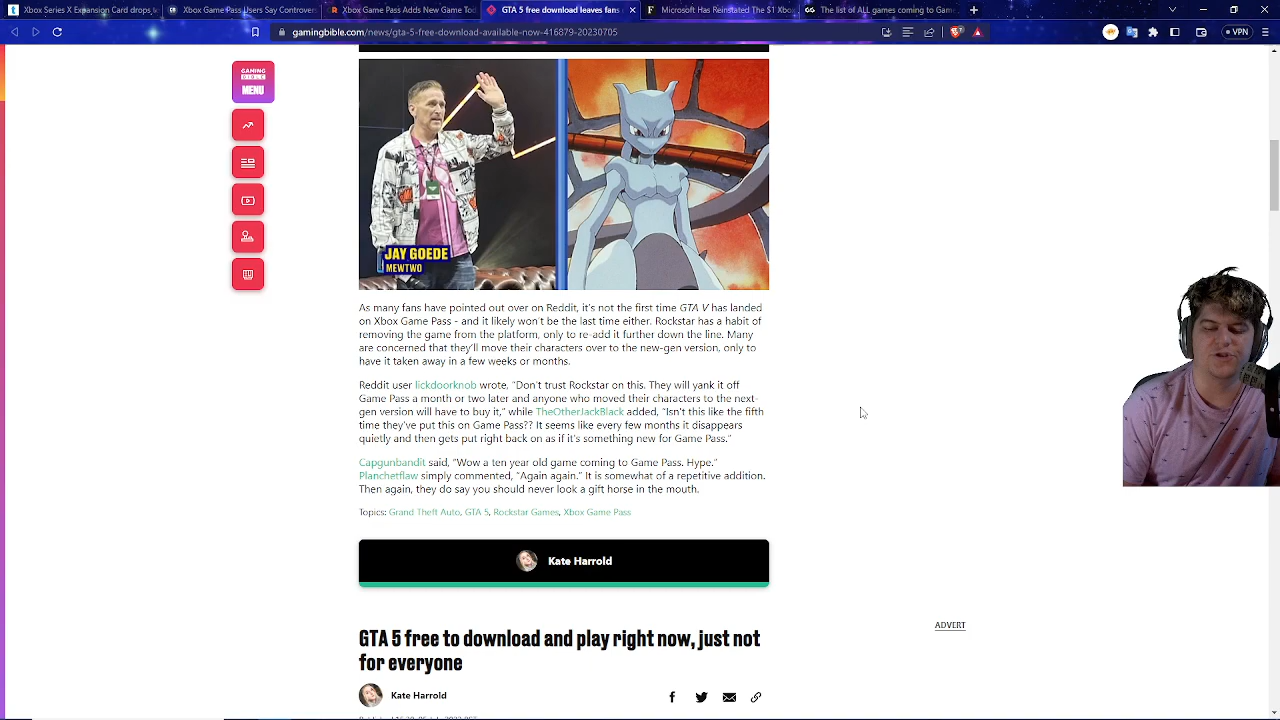 Xbox Series X Expansion Card drops
Xbox Game Pass Users Say Controver
Xbox Game Pass Adds New Game Tod
GTA 5 free download leaves fans s
Microsoft Has Reinstated The $1 Xbo
The list of ALL games coming to Gam
gamingbible.com/news/gta-5-free-download-available-now-416879-20230705
VPN
GAMING
BIBLE
MENU
JAY GOEDE
MEWTWO
As many fans have pointed out over on Reddit, it's not the first time GTA V has landed
on Xbox Game Pass - and it likely won't be the last time either. Rockstar has a habit of
removing the game from the platform, only to re-add it further down the line. Many
are concerned that they'll move their characters over to the new-gen version, only to
have it taken away in a few weeks or months.
Reddit user lickdoorknob wrote, “Don't trust Rockstar on this. They will yank it off
Game Pass a month or two later and anyone who moved their characters to the next-
gen version will have to buy it,” while TheOtherJackBlack added, “Isn't this like the fifth
time they've put this on Game Pass?? It seems like every few months it disappears
quietly and then gets put right back on as if it's something new for Game Pass.”
Capgunbandit said, “Wow a ten year old game coming to Game Pass. Hype.”
Planchetflaw simply commented, “Again again.” It is somewhat of a repetitive addition.
Then again, they do say you should never look a gift horse in the mouth.
Topics: Grand Theft Auto, GTA 5, Rockstar Games, Xbox Game Pass
Kate Harrold
ADVERT
GTA 5 free to download and play right now, just not
for everyone
Kate Harrold